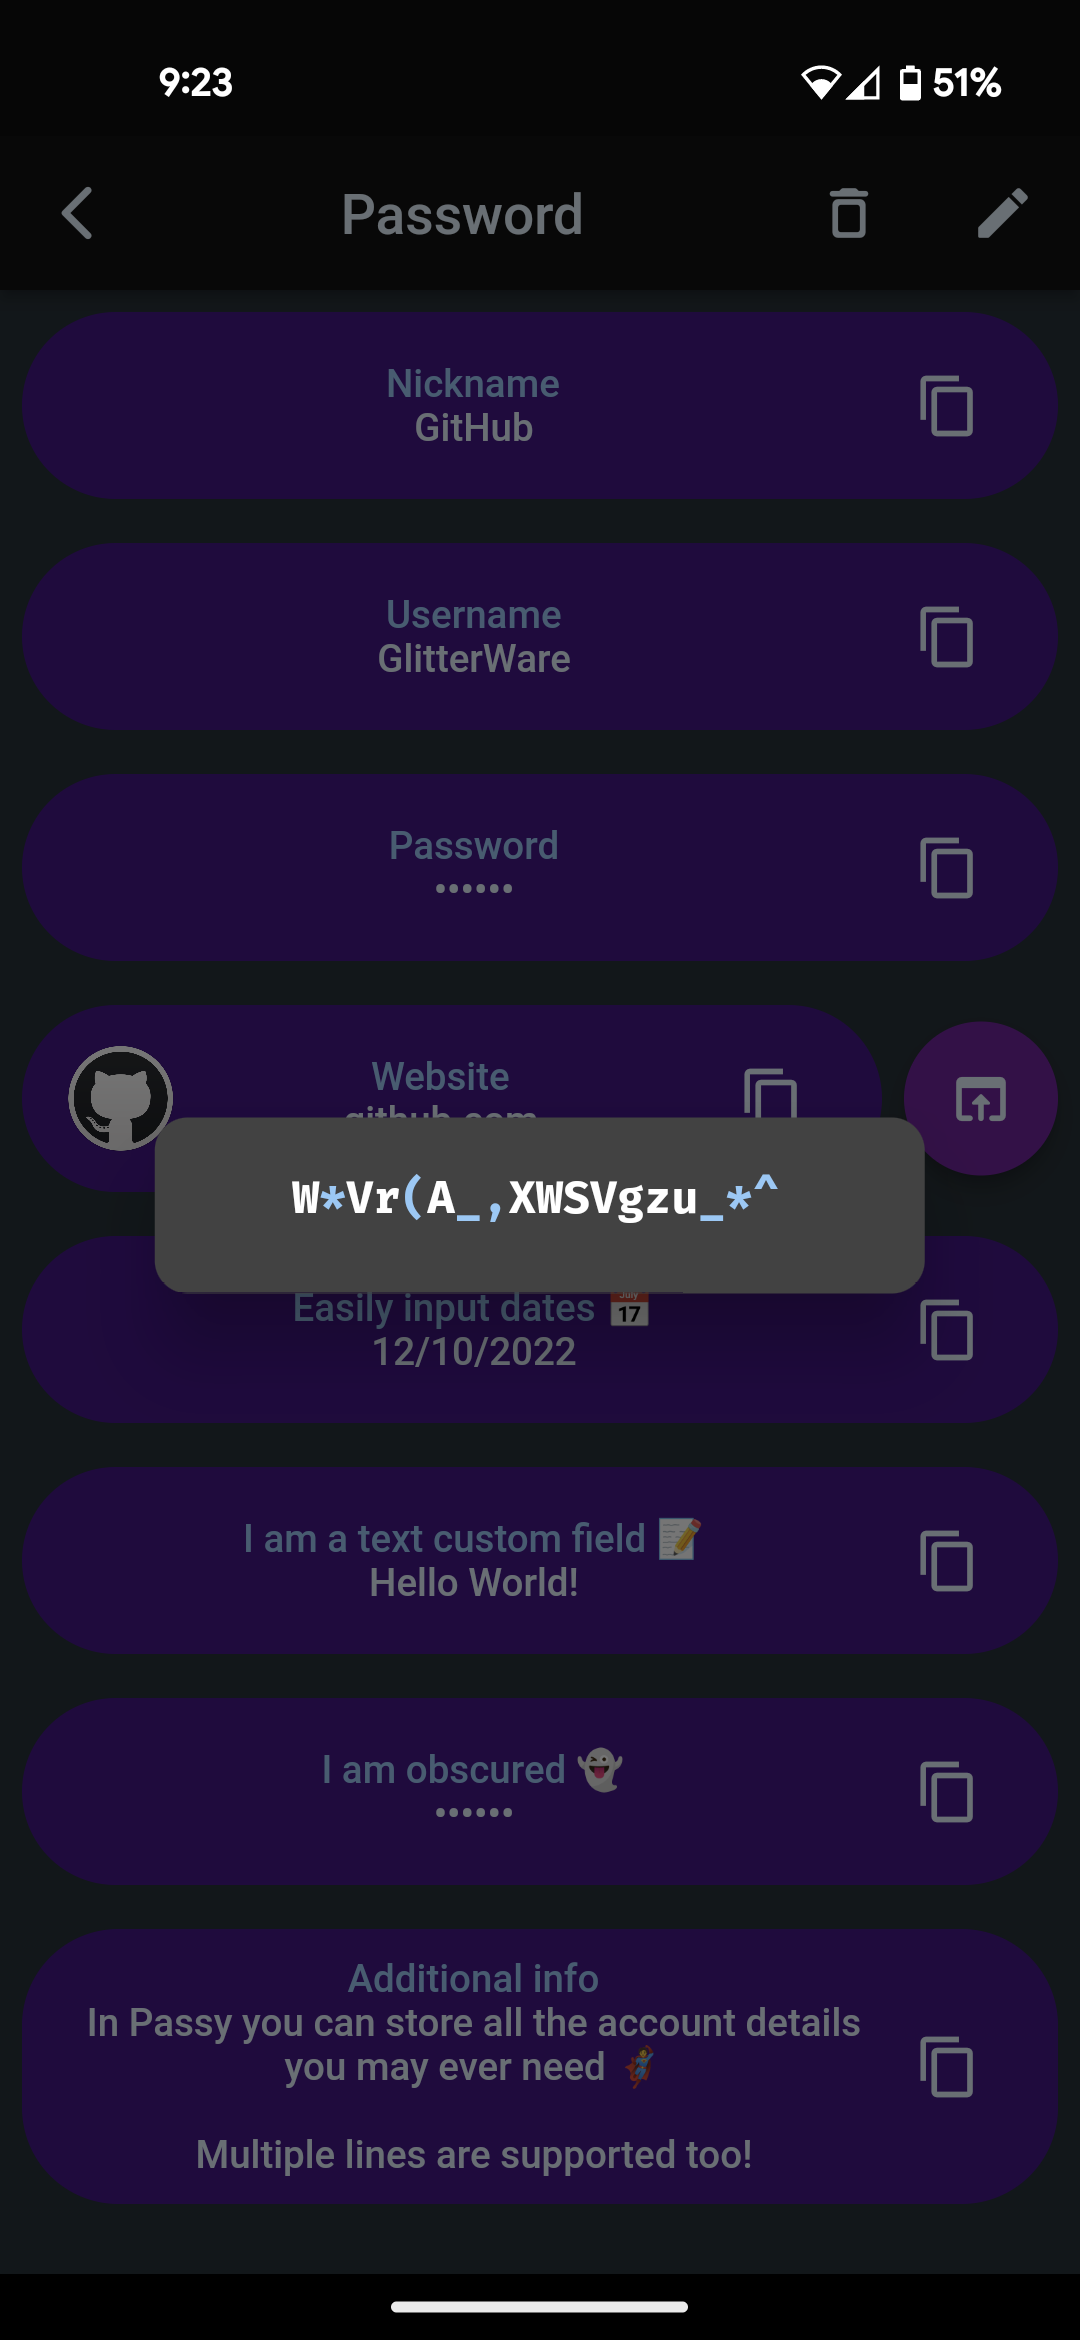 9:23
51%
Password
Nickname
GitHub
Username
GlitterWare
Password
••••••
Website
github.com
W*Vr(A_,XWSVgzu_*^
Easily input dates 📅
12/10/2022
I am a text custom field 📝
Hello World!
I am obscured 👻
••••••
Additional info
In Passy you can store all the account details
you may ever need 🦸
Multiple lines are supported too!